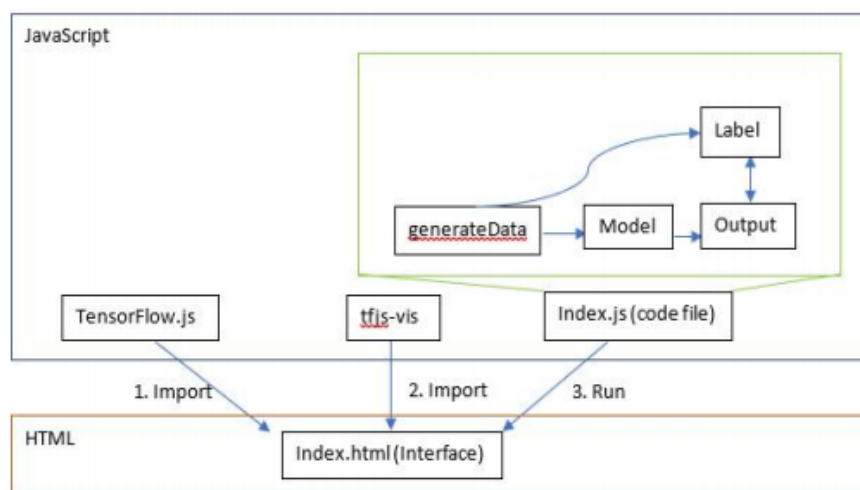 JavaScript
Label
generateData
Model
Output
TensorFlow.js
tfjs-vis
Index.js (code file)
1. Import
2. Import
3. Run
HTML
Index.html (Interface)